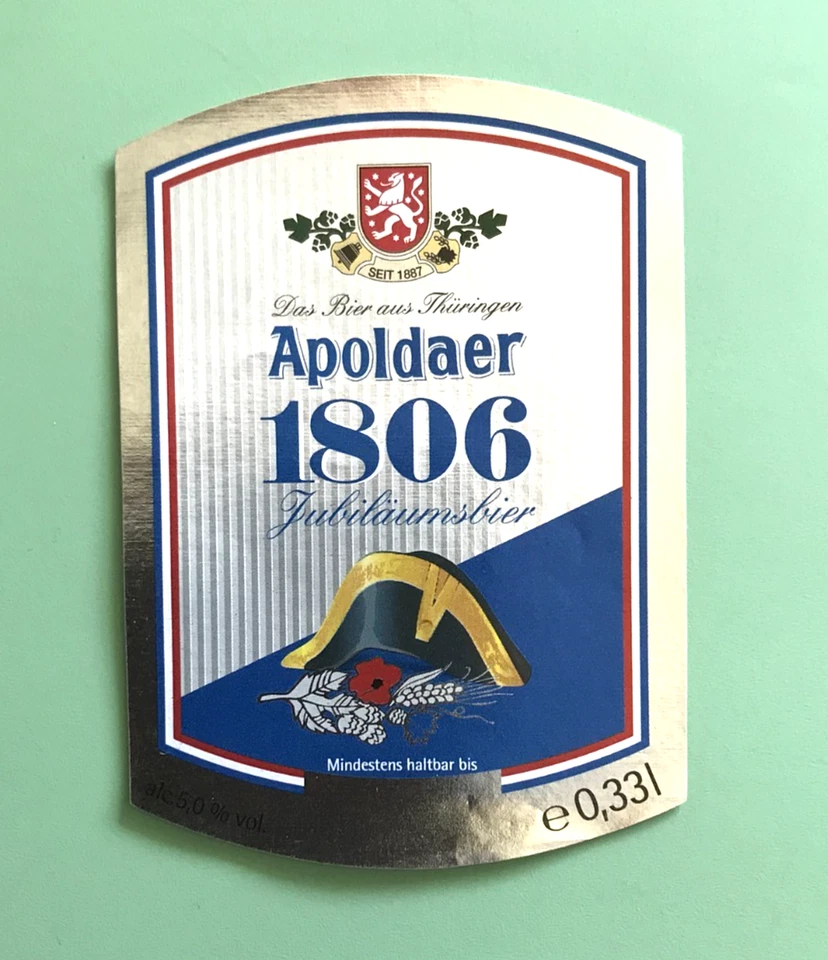 SEIT 1887
Das Bier aus Thüringen
Apoldaer
1806
Jubiläumsbier
Mindestens haltbar bis
alc. 5,0 % vol.
e 0,33 l